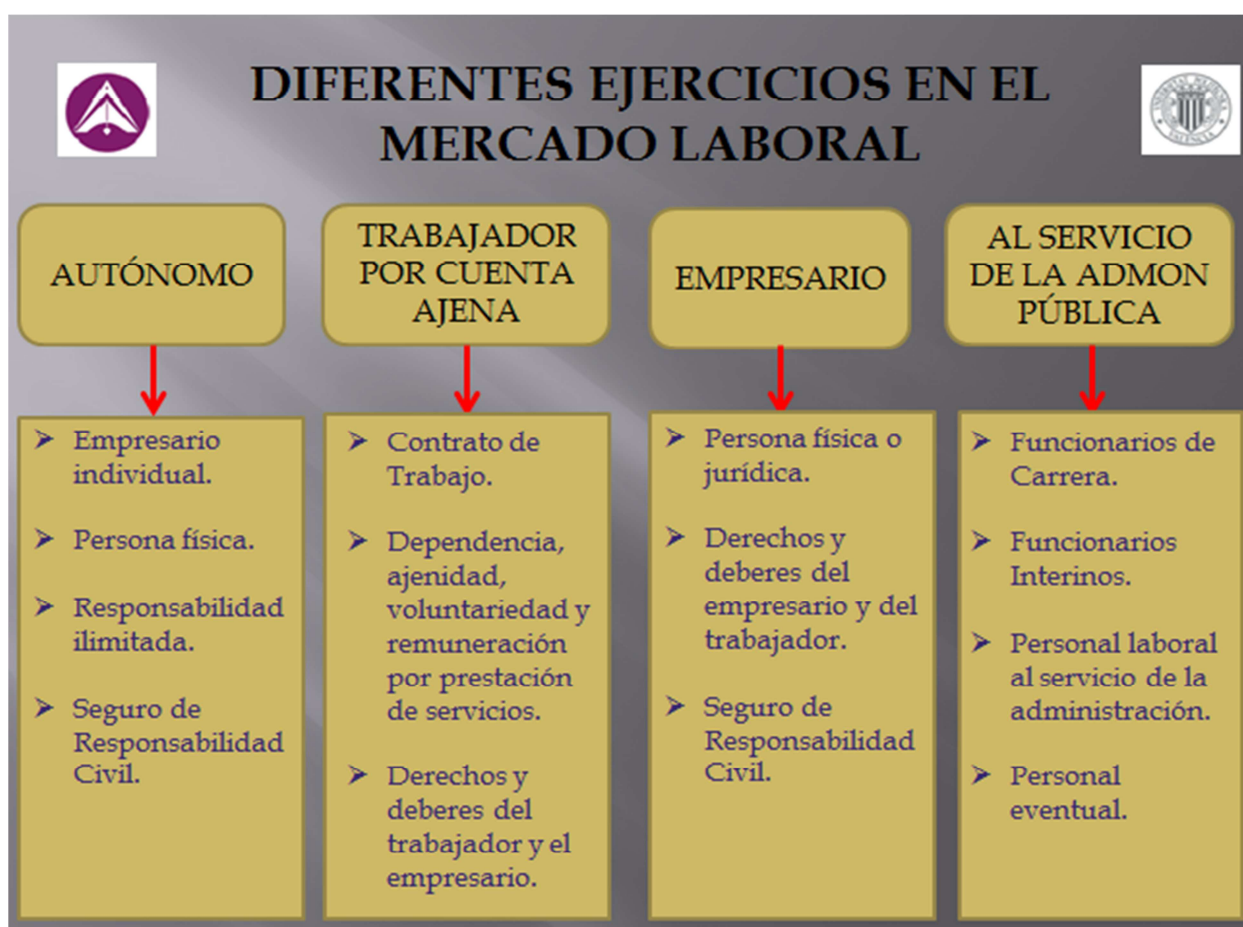 DIFERENTES EJERCICIOS EN EL
MERCADO LABORAL
AUTÓNOMO
➢ Empresario
individual.
➢ Persona física.
➢ Responsabilidad
ilimitada.
➢ Seguro de
Responsabilidad
Civil.
TRABAJADOR
POR CUENTA
AJENA
➢ Contrato de
Trabajo.
➢ Dependencia,
ajenidad,
voluntariedad y
remuneración
por prestación
de servicios.
➢ Derechos y
deberes del
trabajador y el
empresario.
EMPRESARIO
➢ Persona física o
jurídica.
➢ Derechos y
deberes del
empresario y del
trabajador.
➢ Seguro de
Responsabilidad
Civil.
AL SERVICIO
DE LA ADMON
PÚBLICA
➢ Funcionarios de
Carrera.
➢ Funcionarios
Interinos.
➢ Personal laboral
al servicio de la
administración.
➢ Personal
eventual.